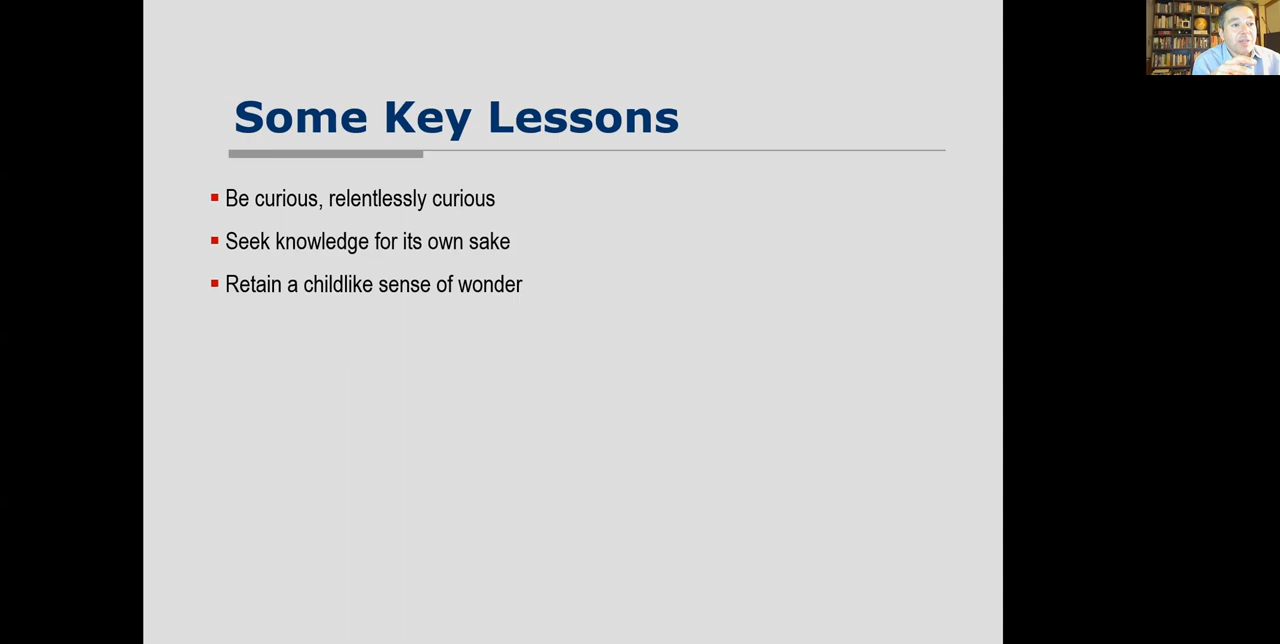 Some Key Lessons
Be curious, relentlessly curious
Seek knowledge for its own sake
Retain a childlike sense of wonder